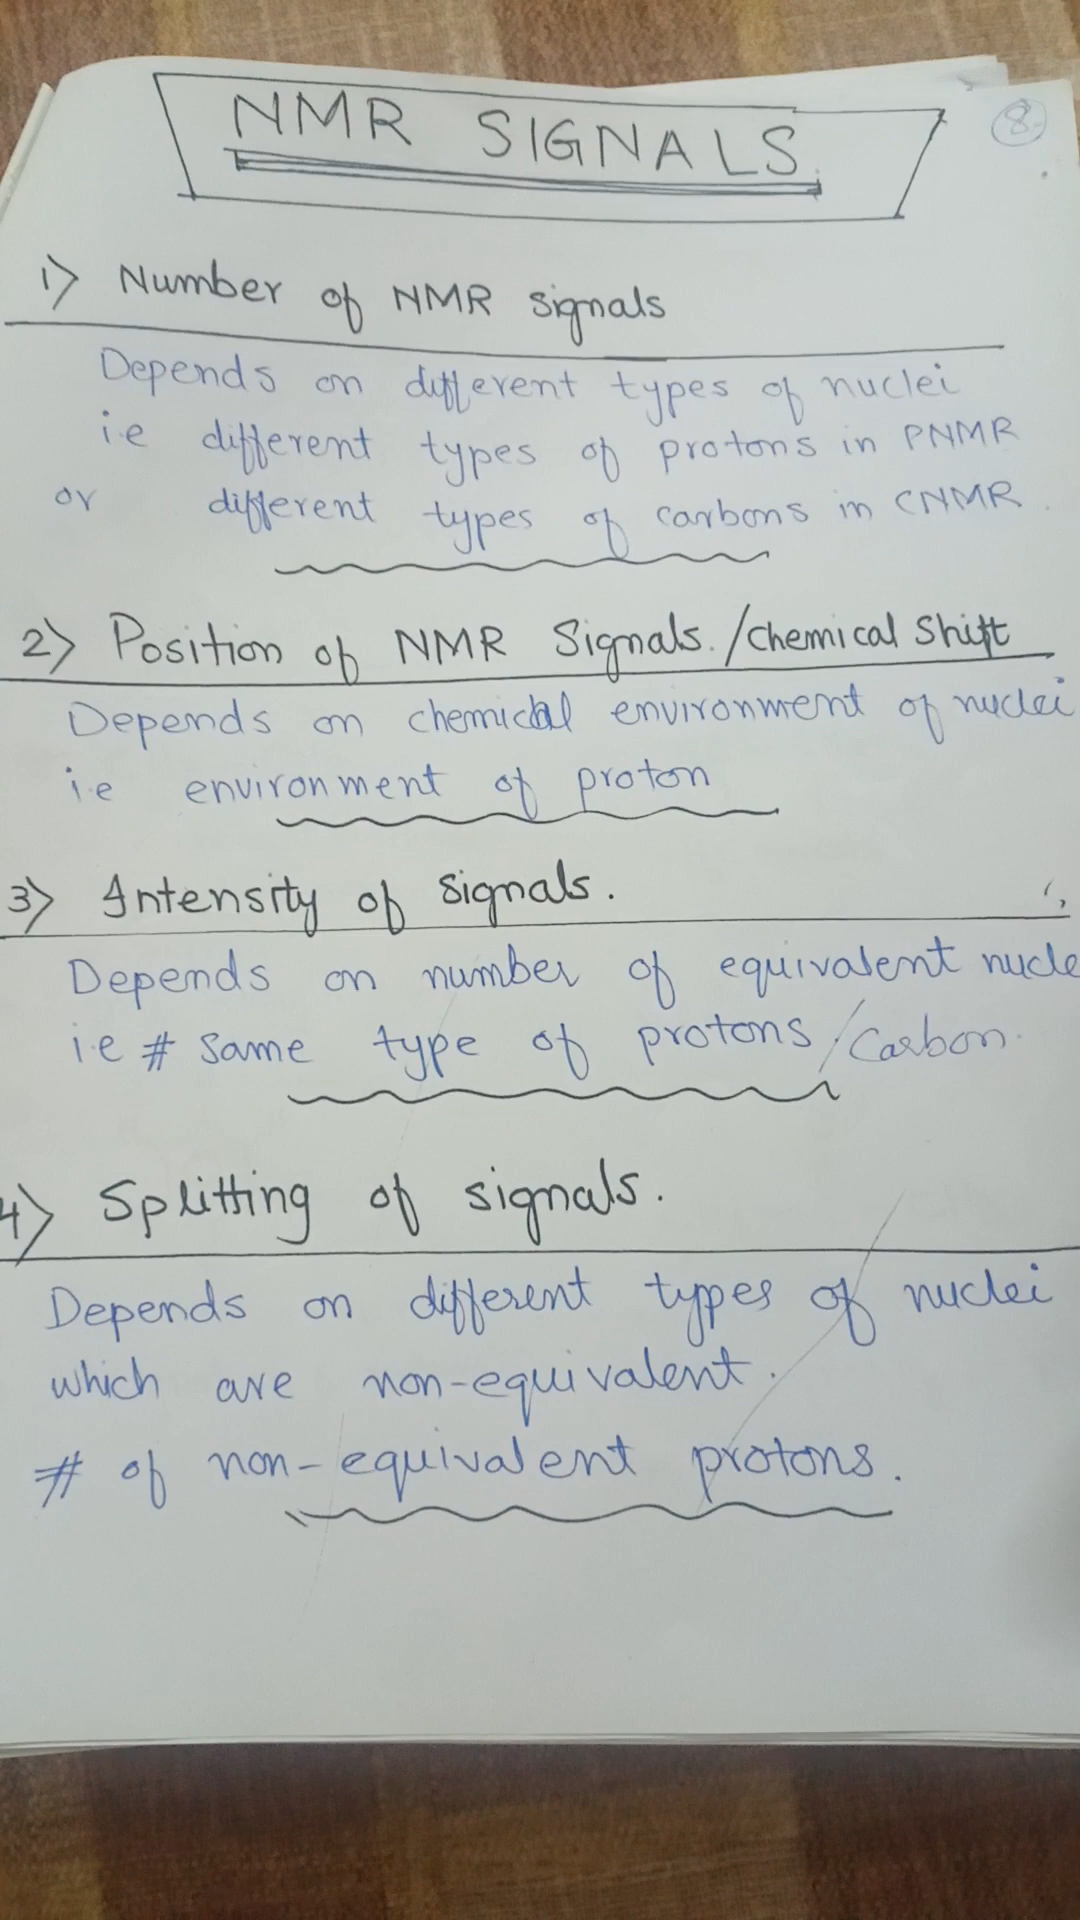 NMR SIGNALS.
8
1) Number of NMR signals
Depends on different types of nuclei
i.e different types of protons in PNMR
or different types of carbons in CNMR.
2) Position of NMR Signals./Chemical Shift
Depends on chemical environment of nuclei
i.e environment of proton
3) Intensity of signals.
Depends on number of equivalent nucle
i.e # same type of protons/Carbon.
4) Splitting of signals.
Depends on different types of nuclei
which are non-equivalent.
# of non-equivalent protons.